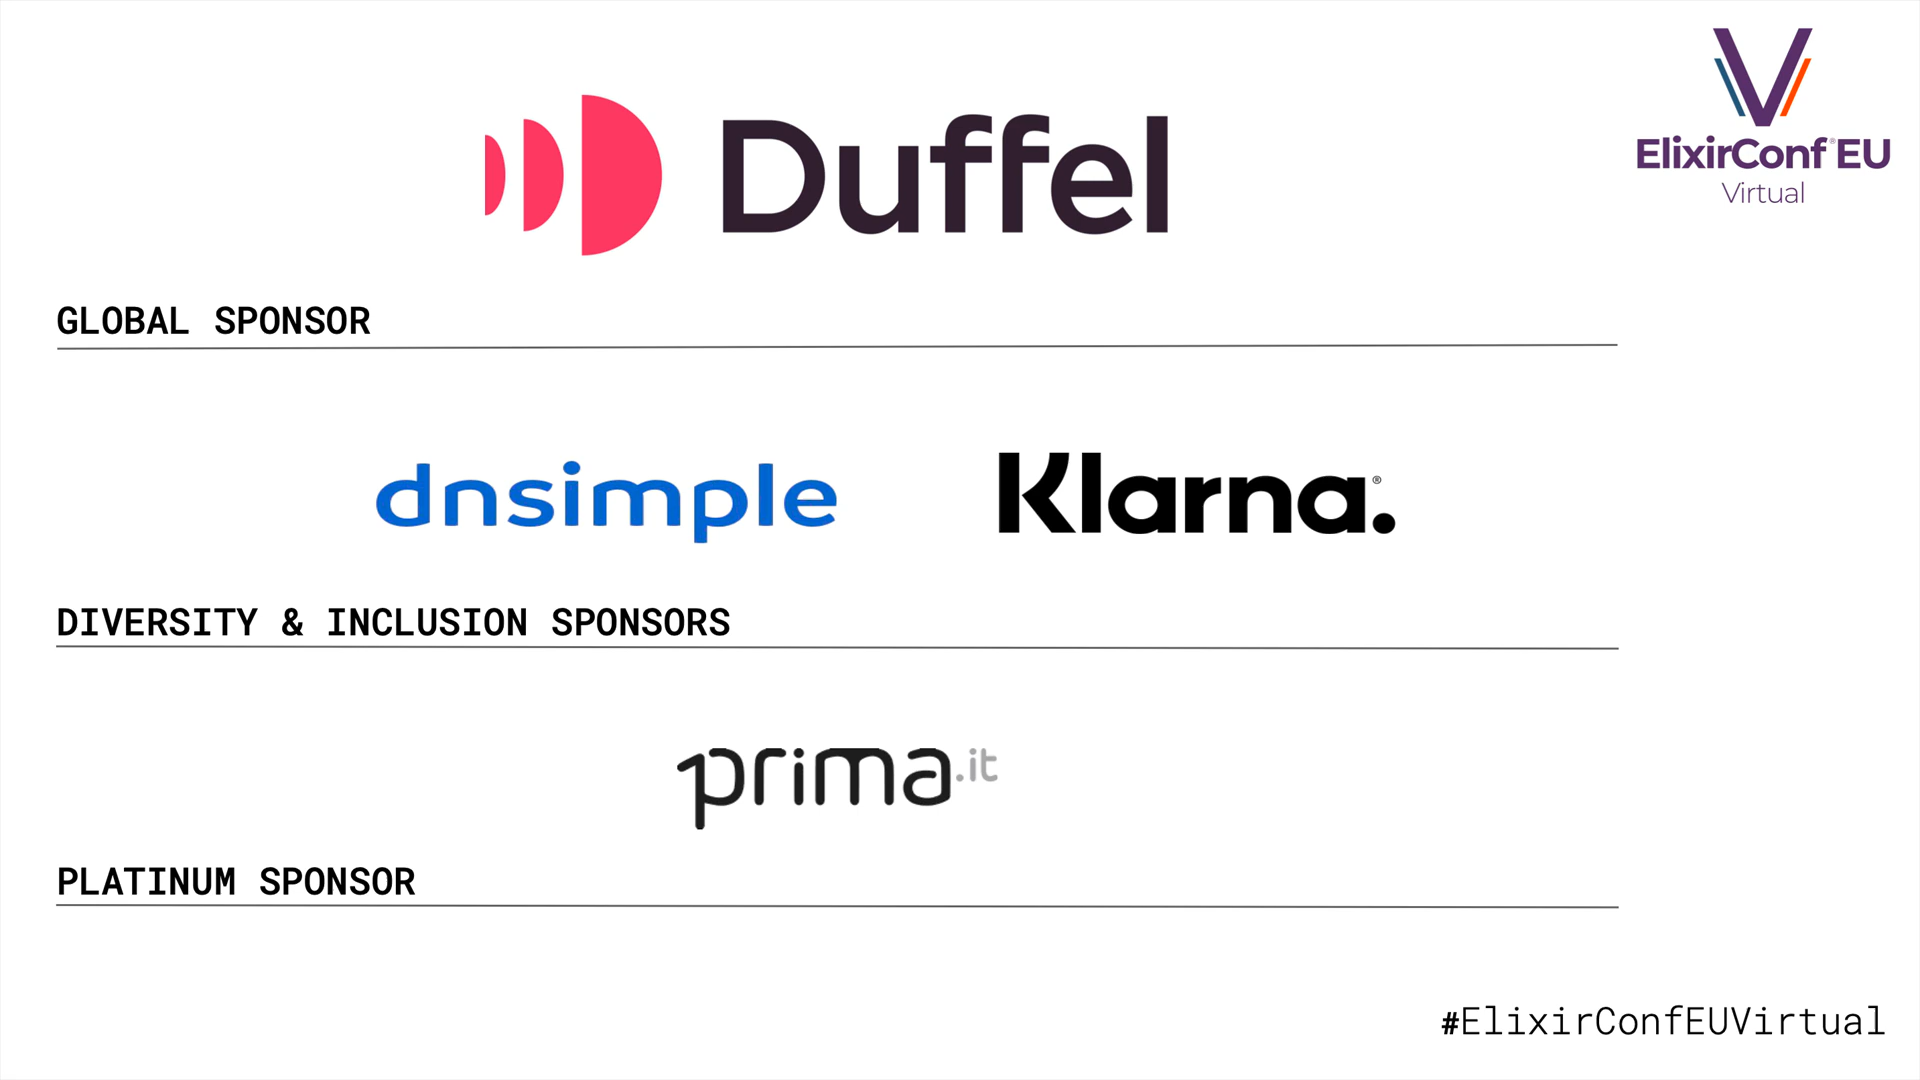 Duffel
ElixirConf® EU
Virtual
GLOBAL SPONSOR
dnsimple
Klarna.®
DIVERSITY & INCLUSION SPONSORS
prima.it
PLATINUM SPONSOR
#ElixirConfEUVirtual